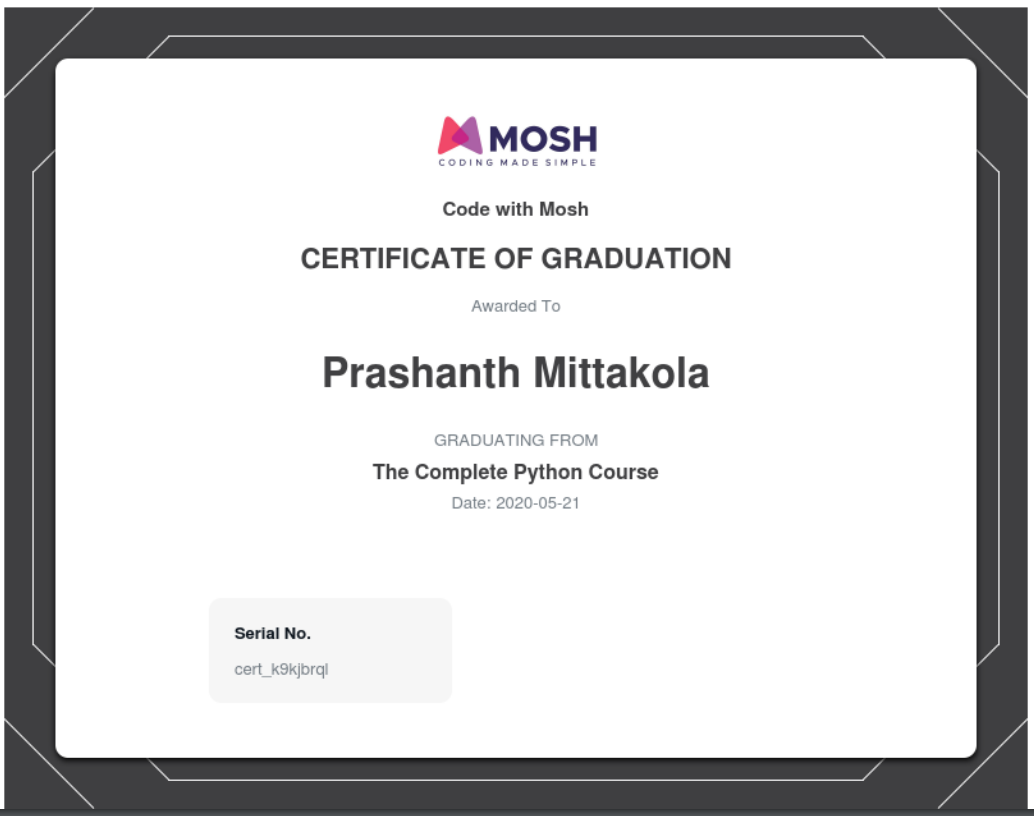 MOSH
CODING MADE SIMPLE
Code with Mosh
CERTIFICATE OF GRADUATION
Awarded To
Prashanth Mittakola
GRADUATING FROM
The Complete Python Course
Date: 2020-05-21
Serial No.
cert_k9kjbrql